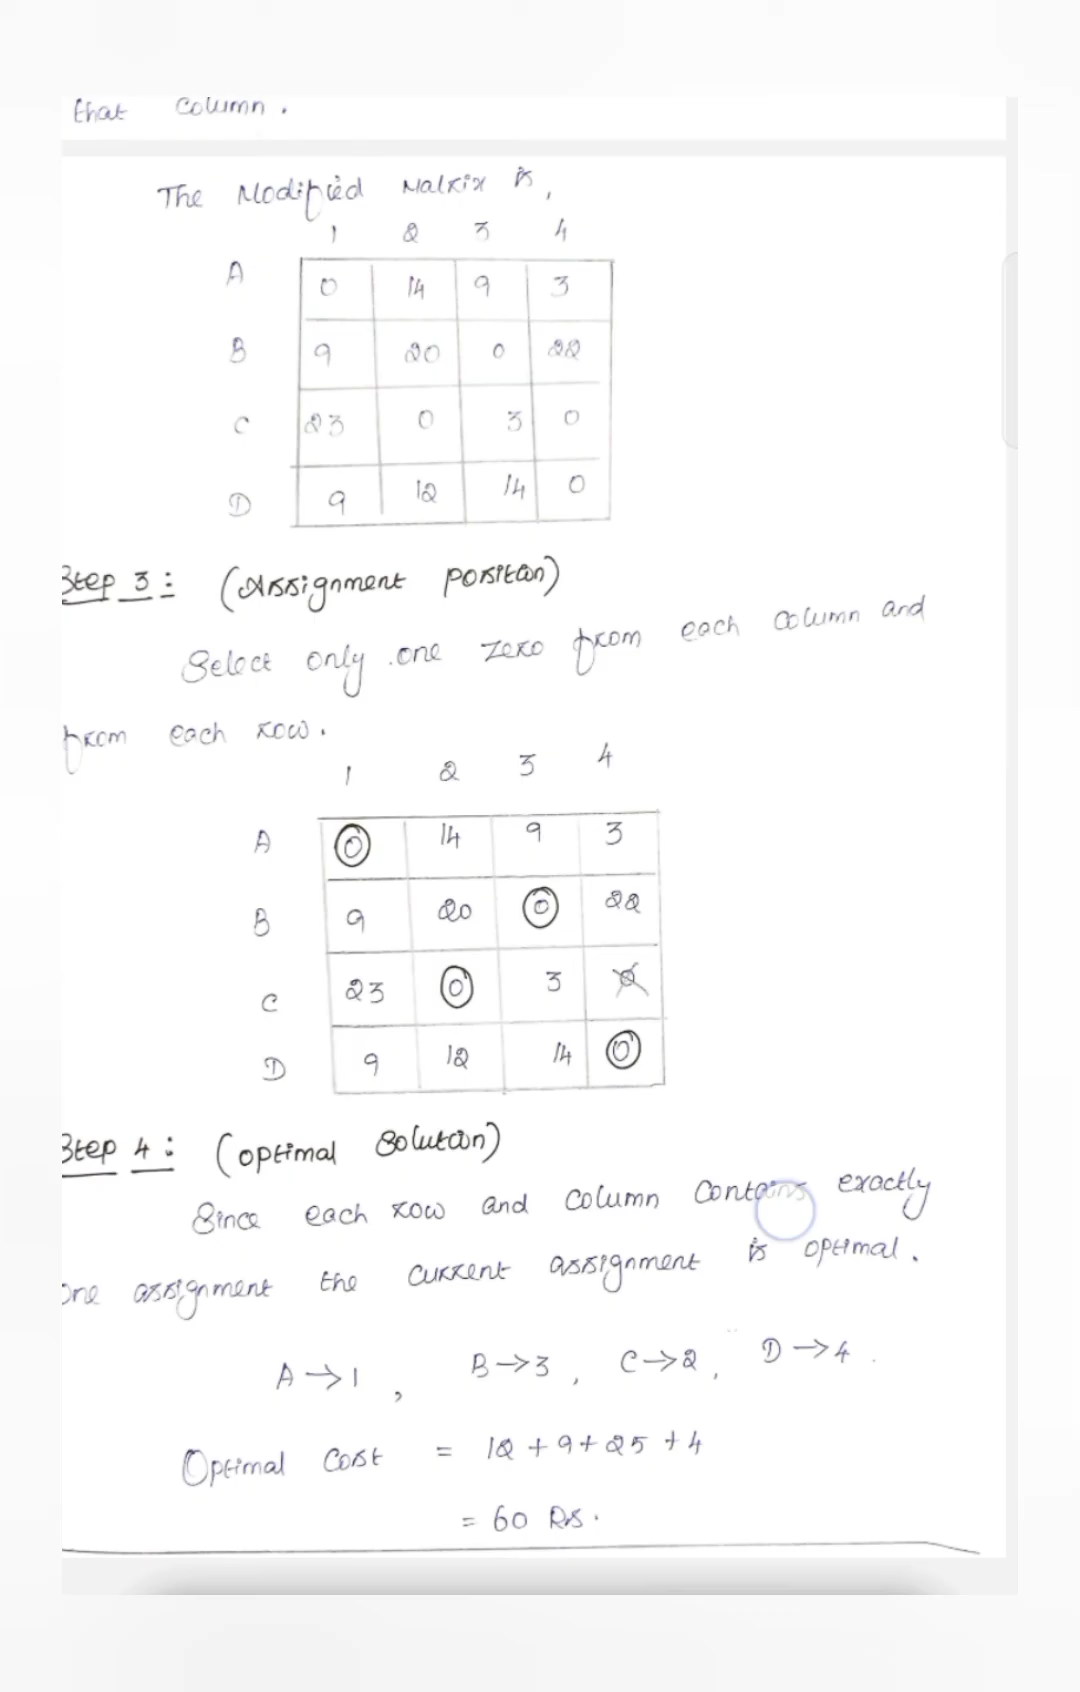 that column.
The Modified Matrix is,
1 2 3 4
A 0 14 9 3
B 9 20 0 22
C 23 0 3 0
D 9 12 14 0
Step 3: (Assignment position)
Select only one zero from each column and
from each row.
1 2 3 4
A 0 14 9 3
B 9 20 0 22
C 23 0 3 0
D 9 12 14 0
Step 4: (optimal solution)
Since each row and column contains exactly
one assignment the current assignment is optimal.
A→1, B→3, C→2, D→4.
Optimal Cost = 12+9+25+4
= 60 Rs.